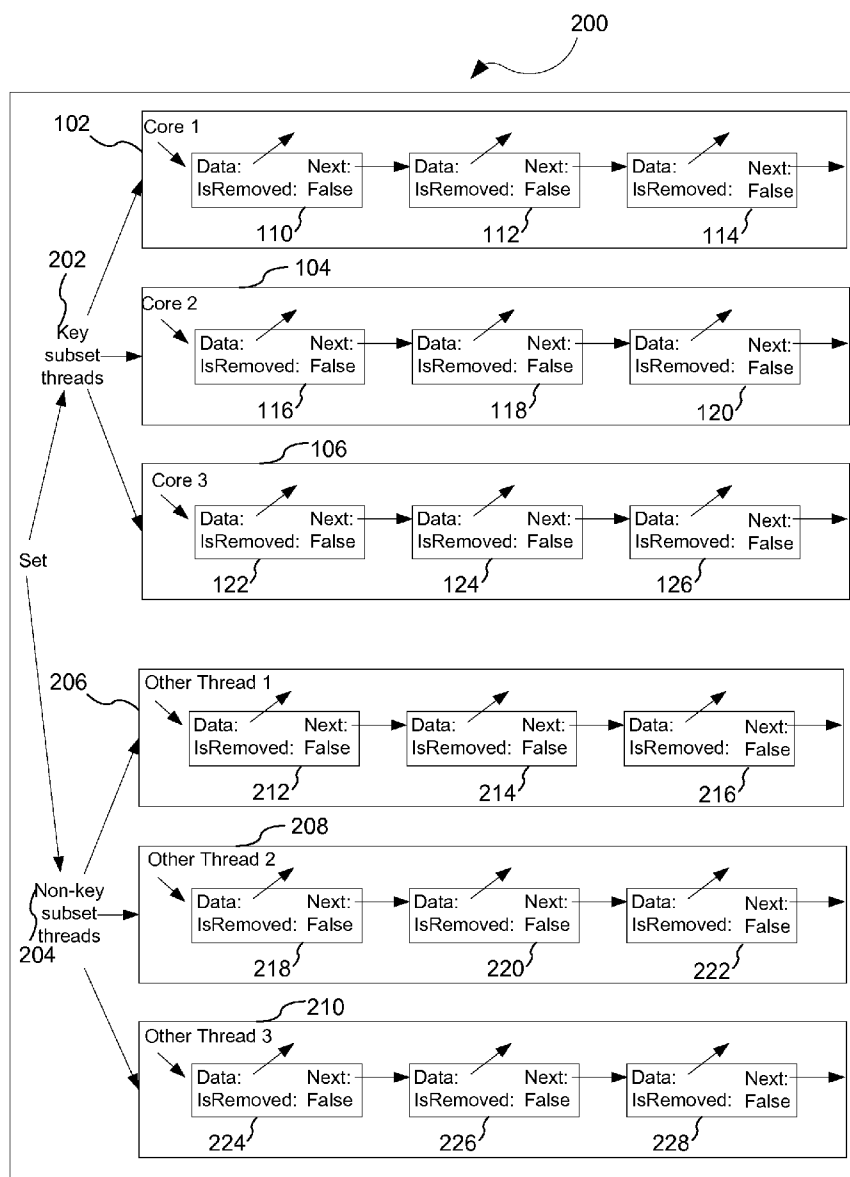 200
102
Core 1
Data: Next: Data: Next: Data: Next:
IsRemoved: False IsRemoved: False IsRemoved: False
110 112 114
202
104
Key
subset
threads
Core 2
Data: Next: Data: Next: Data: Next:
IsRemoved: False IsRemoved: False IsRemoved: False
116 118 120
106
Core 3
Data: Next: Data: Next: Data: Next:
IsRemoved: False IsRemoved: False IsRemoved: False
122 124 126
Set
206
Other Thread 1
Data: Next: Data: Next: Data: Next:
IsRemoved: False IsRemoved: False IsRemoved: False
212 214 216
208
Other Thread 2
Non-key
subset
threads
204
Data: Next: Data: Next: Data: Next:
IsRemoved: False IsRemoved: False IsRemoved: False
218 220 222
210
Other Thread 3
Data: Next: Data: Next: Data: Next:
IsRemoved: False IsRemoved: False IsRemoved: False
224 226 228